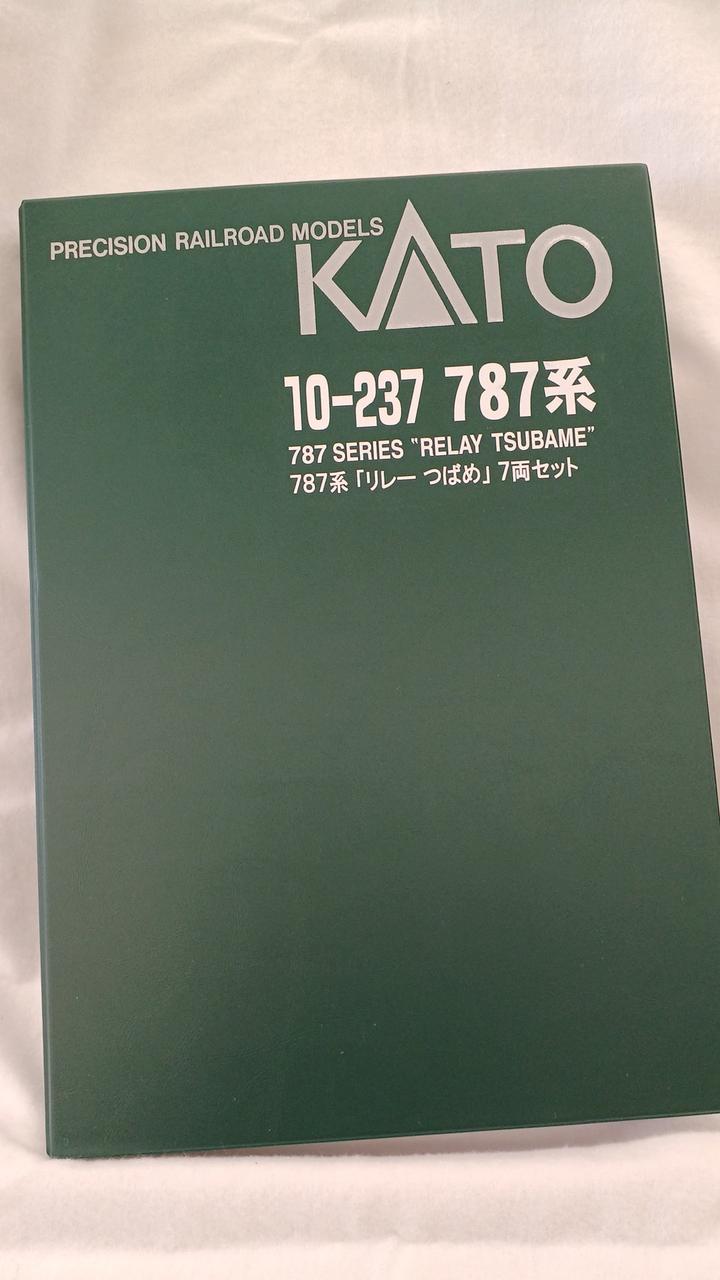 PRECISION RAILROAD MODELS
KATO
10-237 787系
787 SERIES "RELAY TSUBAME"
787系「リレーつばめ」7両セット